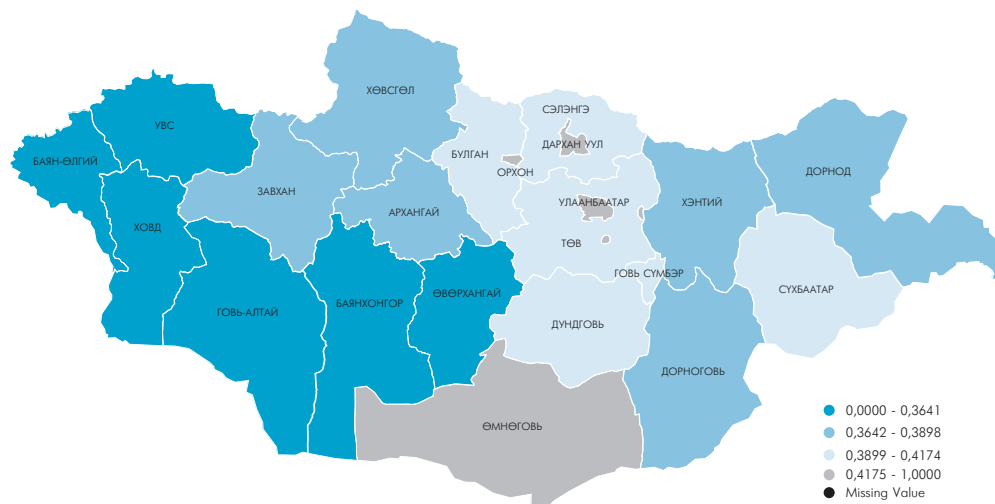 ХӨВСГӨЛ
СЭЛЭНГЭ
УВС
ДАРХАН УУЛ
БУЛГАН
БАЯН-ӨЛГИЙ
ОРХОН
ДОРНОД
ЗАВХАН
УЛААНБААТАР
ХЭНТИЙ
АРХАНГАЙ
ХОВД
ТӨВ
ГОВЬ СҮМБЭР
СҮХБААТАР
ӨВӨРХАНГАЙ
БАЯНХОНГОР
ГОВЬ-АЛТАЙ
ДУНДГОВЬ
ДОРНОГОВЬ
ӨМНӨГОВЬ
0,0000 - 0,3641
0,3642 - 0,3898
0,3899 - 0,4174
0,4175 - 1,0000
Missing Value